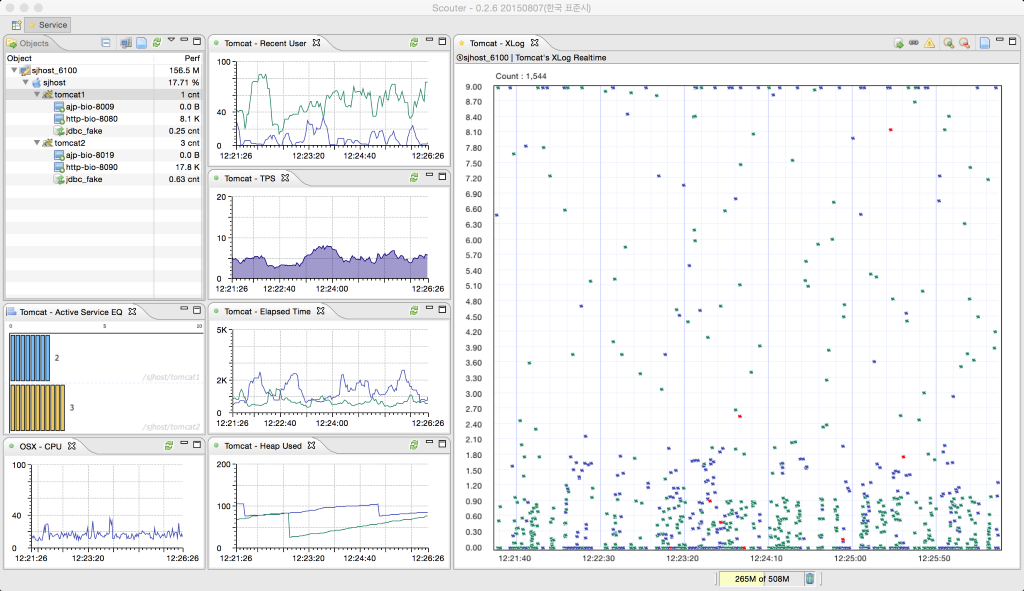 Scouter - 0.2.6 20150807(한국 표준시)
Service
Objects
Object Perf
sjhost_6100 156.5 M
sjhost 17.71 %
tomcat1 1 cnt
ajp-bio-8009 0.0 B
http-bio-8080 8.1 K
jdbc_fake 0.25 cnt
tomcat2 3 cnt
ajp-bio-8019 0.0 B
http-bio-8090 17.8 K
jdbc_fake 0.63 cnt
Tomcat - Active Service EQ
0 5 10
2
/sjhost/tomcat1
3
/sjhost/tomcat2
OSX - CPU
100
40
0
12:21:26 12:23:20 12:26:26
Tomcat - Recent User
100
40
0
12:21:26 12:23:20 12:24:40 12:26:26
Tomcat - TPS
20
10
0
12:21:26 12:22:40 12:24:00 12:26:26
Tomcat - Elapsed Time
5K
2K
0
12:21:26 12:22:40 12:24:00 12:26:26
Tomcat - Heap Used
200
100
0
12:21:26 12:23:20 12:24:40 12:26:26
Tomcat - XLog
sjhost_6100 | Tomcat's XLog Realtime
Count : 1,544
9.00
8.70
8.40
8.10
7.80
7.50
7.20
6.90
6.60
6.30
6.00
5.70
5.40
5.10
4.80
4.50
4.20
3.90
3.60
3.30
3.00
2.70
2.40
2.10
1.80
1.50
1.20
0.90
0.60
0.30
0.00
12:21:40 12:22:30 12:23:20 12:24:10 12:25:00 12:25:50
265M of 508M